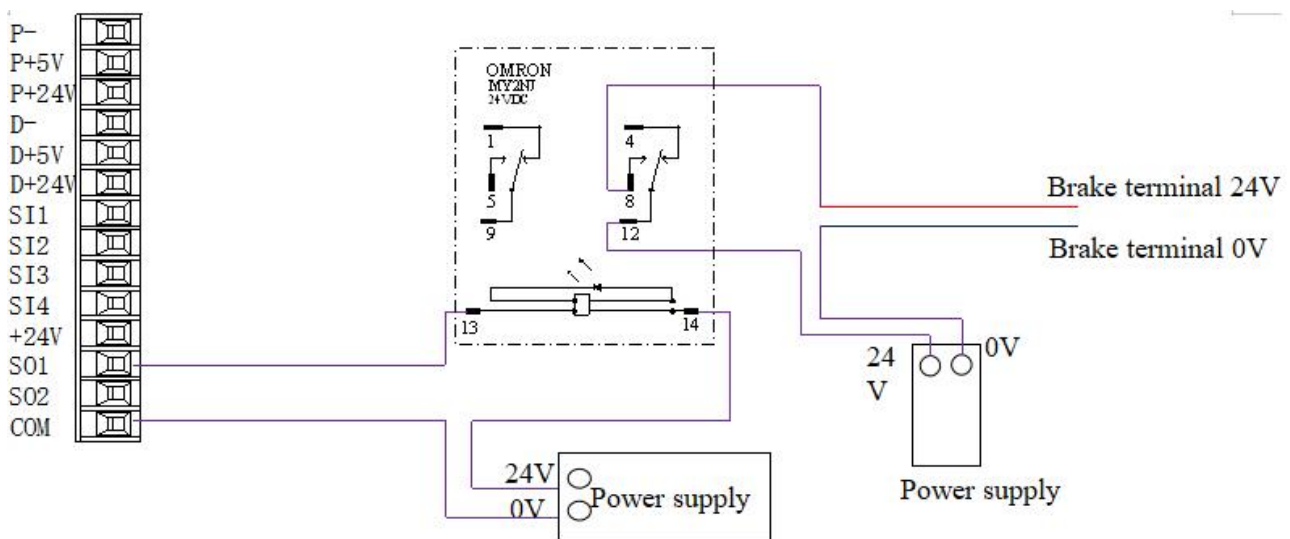 P-
P+5V
P+24V
D-
D+5V
D+24V
SI1
SI2
SI3
SI4
+24V
SO1
SO2
COM
OMRON
MY2NJ
24VDC
1
4
5
8
9
12
13
14
Brake terminal 24V
Brake terminal 0V
24
V
0V
Power supply
24V
0V
Power supply